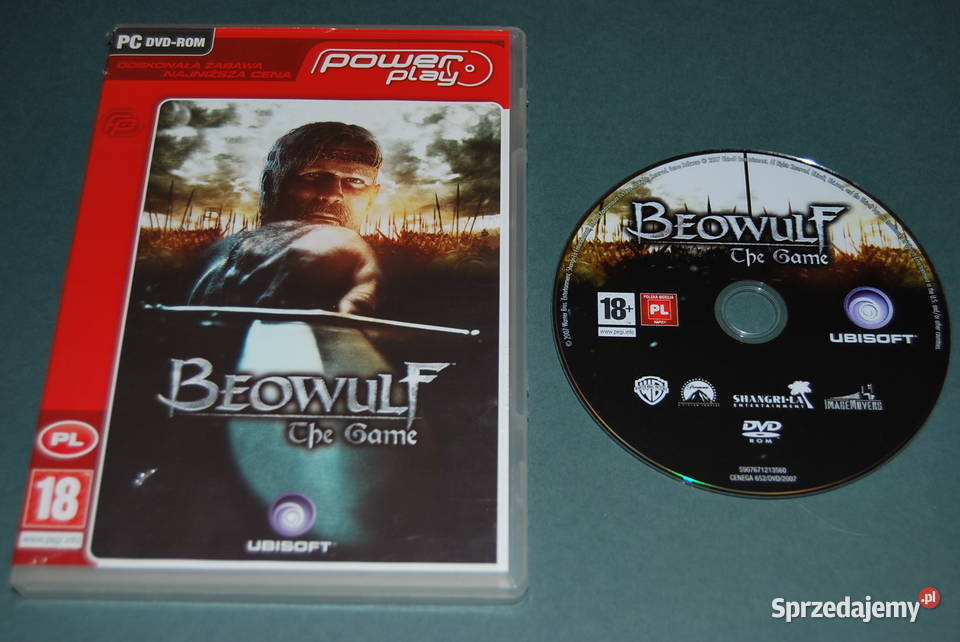 PC DVD-ROM
DOSKONAŁA ZABAWA
NAJNIŻSZA CENA
power
play
BEOWULF
The Game
PL
18
www.pegi.info
UBISOFT
BEOWULF
The Game
18+
www.pegi.info
POLSKA WERSJA
PL
NAPISY
UBISOFT
SHANGRI-LA
ENTERTAINMENT
IMAGEMOVERS
DVD
ROM
5907671213560
CENEGA 652/DVD/2007
Sprzedajemy.pl